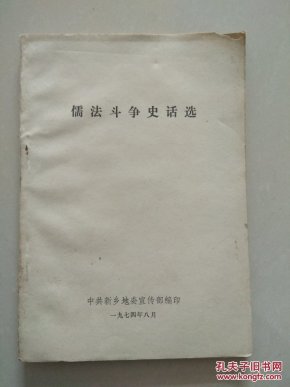 儒法斗争史话选
中共新乡地委宣传部编印
一九七四年八月
孔夫子旧书网